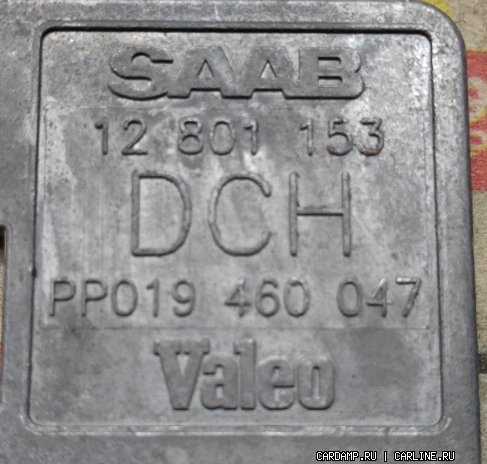 SAAB
12 801 153
DCH
PP019 460 047
Valeo
CARDAMP.RU | CARLINE.RU